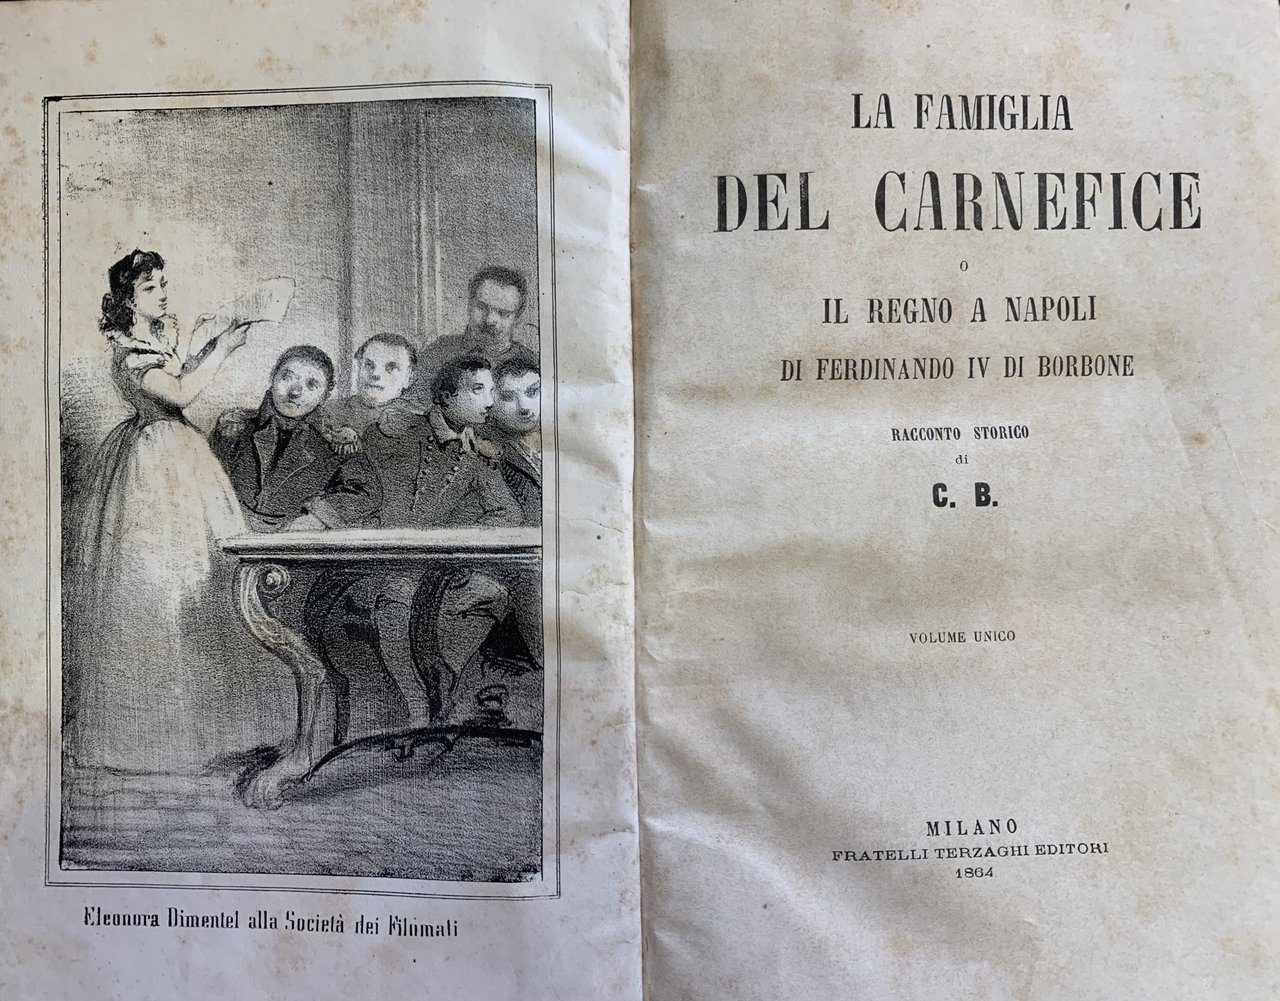 Eleonora Dimentel alla Società dei Filomati
LA FAMIGLIA
DEL CARNEFICE
O
IL REGNO A NAPOLI
DI FERDINANDO IV DI BORBONE
RACCONTO STORICO
di
C. B.
VOLUME UNICO
MILANO
FRATELLI TERZAGHI EDITORI
1864